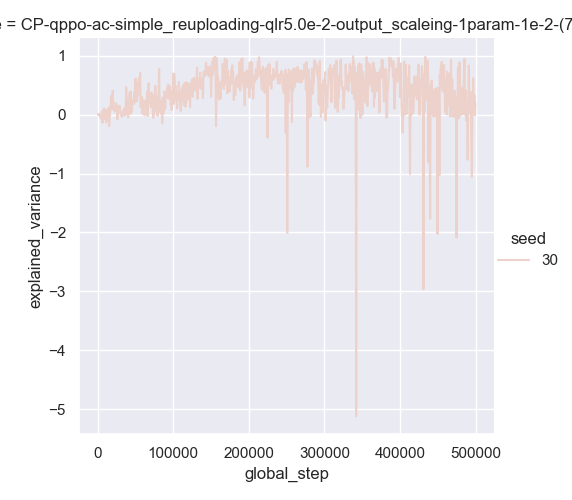 e = CP-qppo-ac-simple_reuploading-qlr5.0e-2-output_scaleing-1param-1e-2-(7
1
0
−1
−2
−3
−4
−5
explained_variance
0 100000 200000 300000 400000 500000
global_step
seed
30